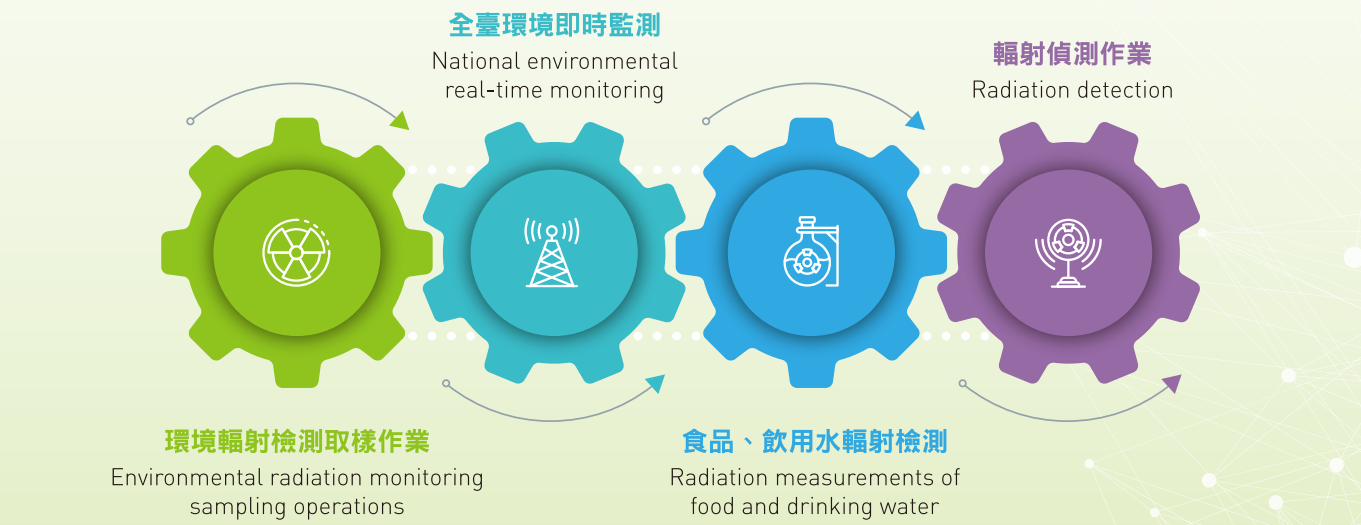 全臺環境即時監測
National environmental
real-time monitoring
輻射偵測作業
Radiation detection
環境輻射檢測取樣作業
Environmental radiation monitoring
sampling operations
食品、飲用水輻射檢測
Radiation measurements of
food and drinking water